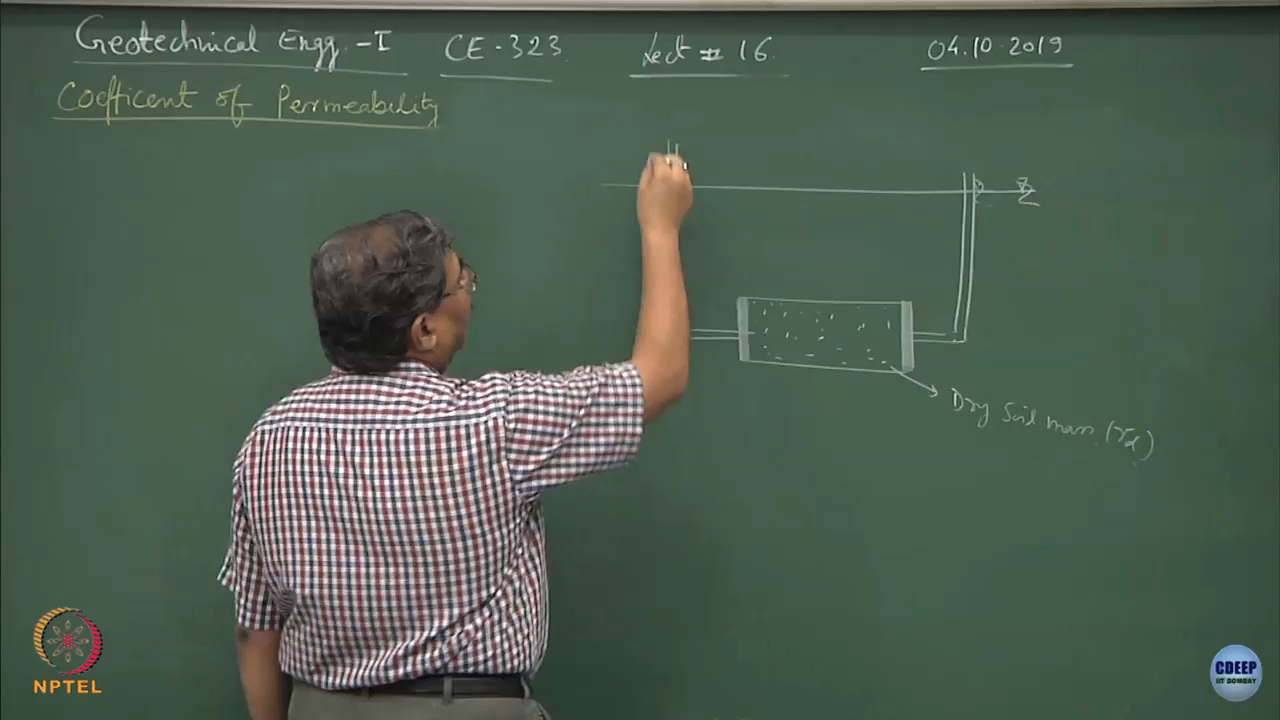 Geotechnical Engg. -I CE-323 Lect # 16. 04.10.2019
Coefficent of Permeability
Dry Soil mass (γd)
NPTEL
CDEEP
IIT BOMBAY